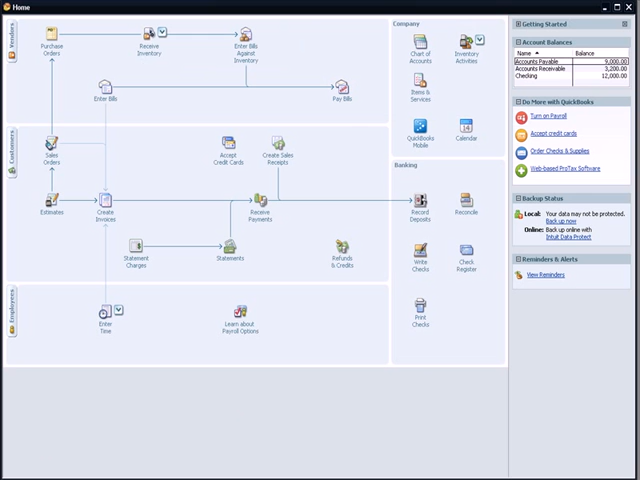 Home
Vendors
Purchase
Orders
Receive
Inventory
Enter Bills
Against
Inventory
Enter Bills
Pay Bills
Customers
Sales
Orders
Accept
Credit Cards
Create Sales
Receipts
Estimates
Create
Invoices
Receive
Payments
Statement
Charges
Statements
Refunds
& Credits
Employees
Enter
Time
Learn about
Payroll Options
Company
Chart of
Accounts
Inventory
Activities
Items &
Services
QuickBooks
Mobile
14
Calendar
Banking
Record
Deposits
Reconcile
Write
Checks
Check
Register
Print
Checks
Getting Started
Account Balances
Name Balance
Accounts Payable 9,000.00
Accounts Receivable 3,200.00
Checking 12,000.00
Do More with QuickBooks
Turn on Payroll
Accept credit cards
Order Checks & Supplies
Web-based ProTax Software
Backup Status
Local: Your data may not be protected.
Back up now
Online: Back up online with
Intuit Data Protect
Reminders & Alerts
View Reminders